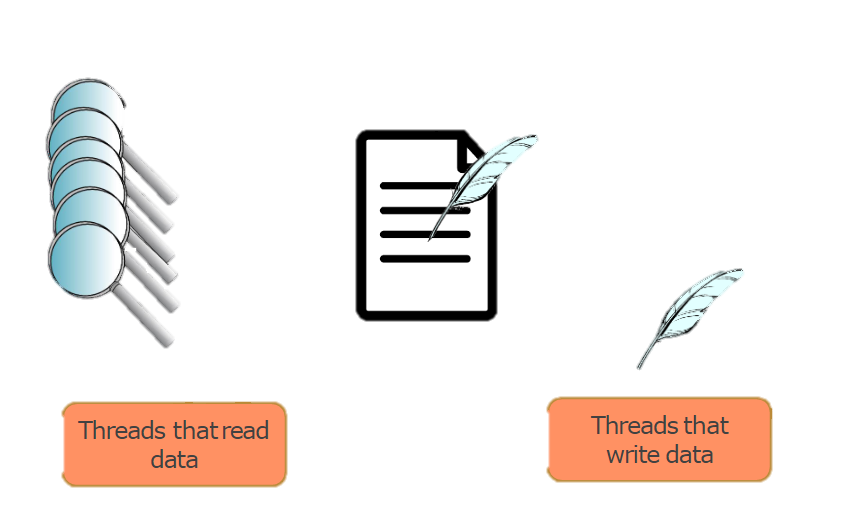 Threads that read
data
Threads that
write data